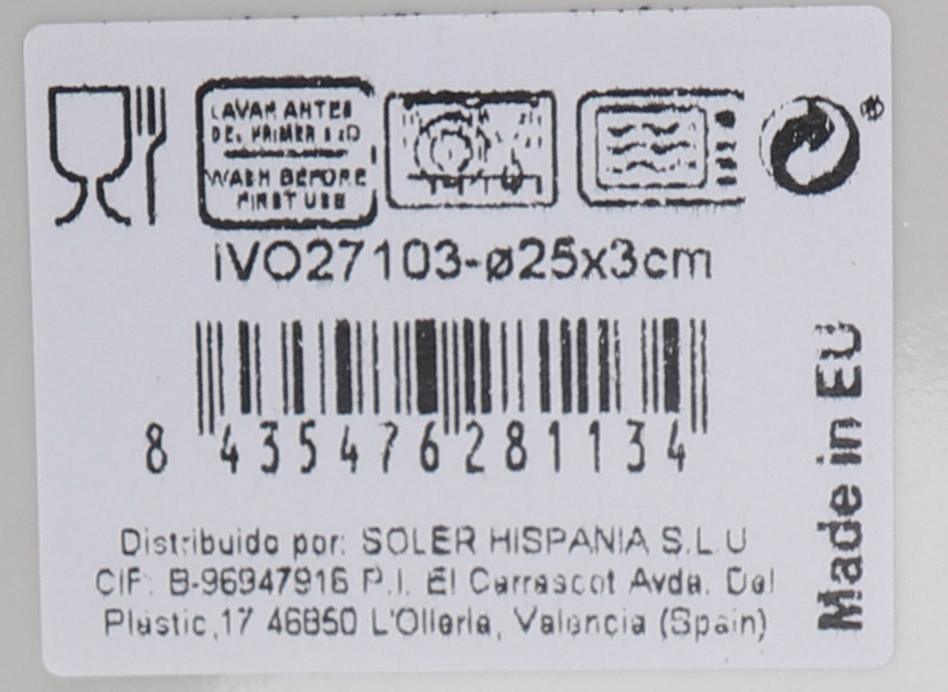 LAVAR ANTES
DEL PRIMER USO
WASH BEFORE
FIRST USE
®
IVO27103-ø25x3cm
8 435476 281134
Made in EU
Distribuido por: SOLER HISPANIA S.L.U
CIF: B-96947916 P.I. El Carrascot Avda. Del
Plastic,17 46850 L'Olleria, Valencia (Spain)